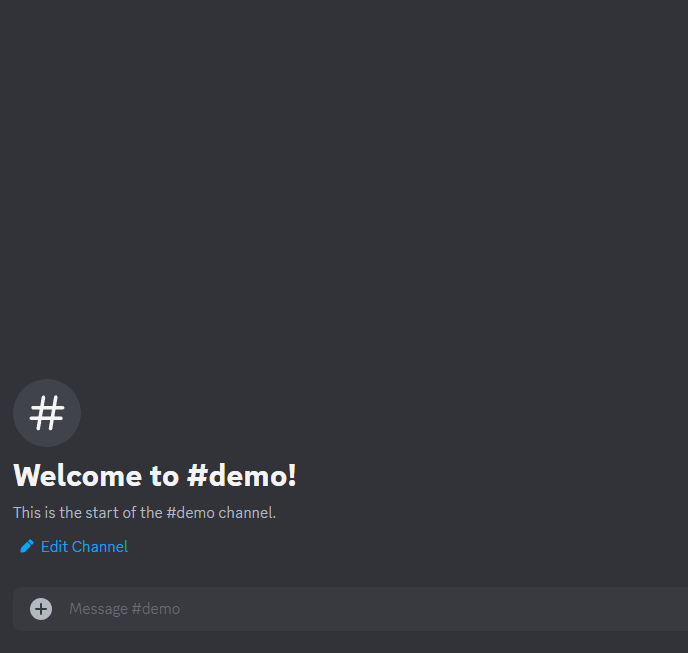 Welcome to #demo!
This is the start of the #demo channel.
Edit Channel
Message #demo